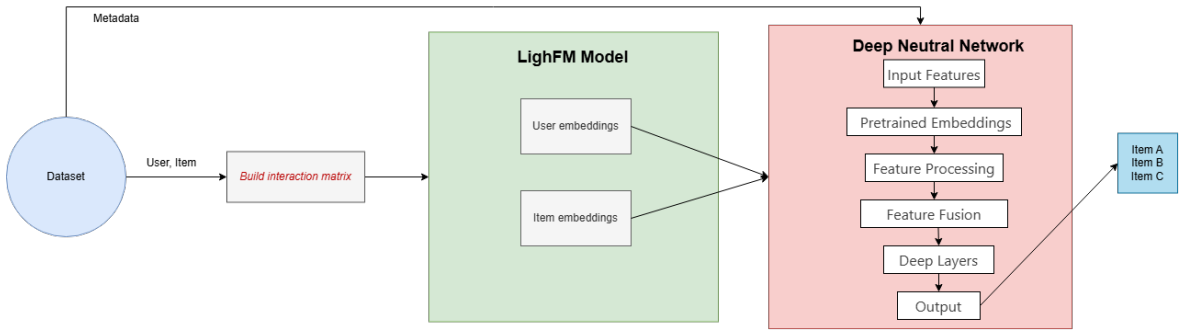 Metadata
Dataset
User, Item
Build interaction matrix
LighFM Model
User embeddings
Item embeddings
Deep Neutral Network
Input Features
Pretrained Embeddings
Feature Processing
Feature Fusion
Deep Layers
Output
Item A
Item B
Item C